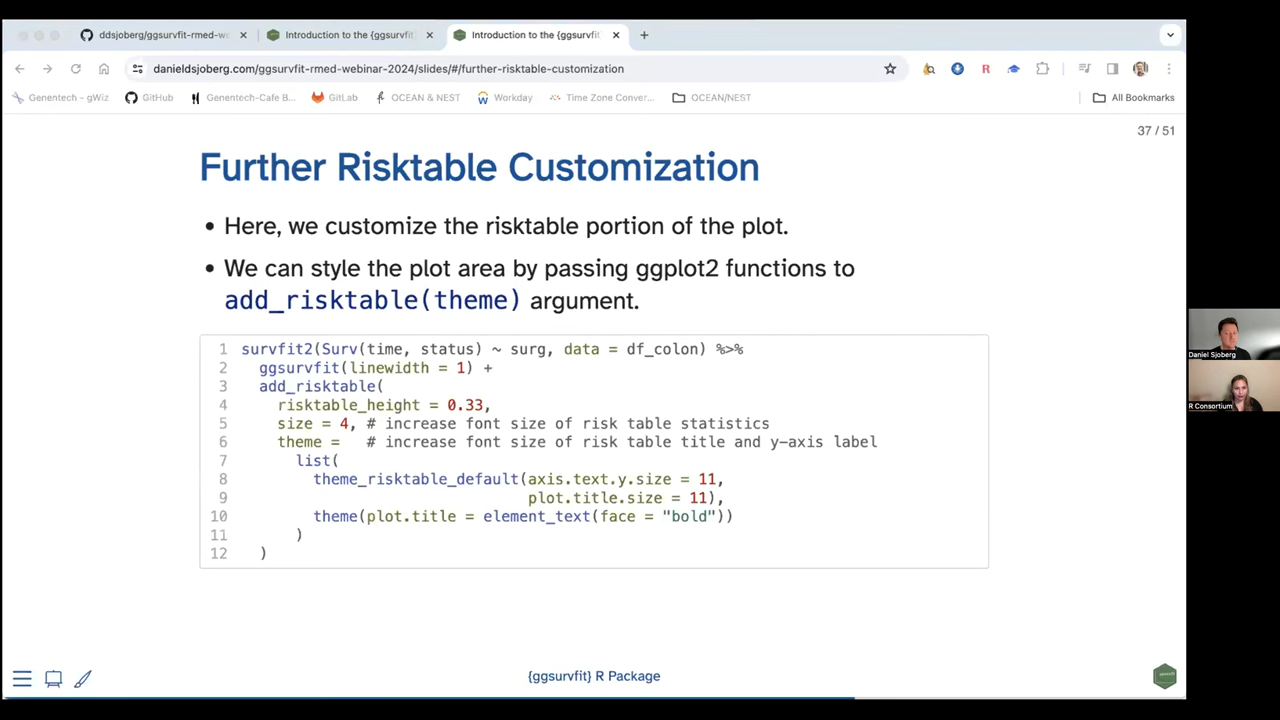 ddsjoberg/ggsurvfit-rmed-we
Introduction to the {ggsurvfit
Introduction to the {ggsurvfit
danieldsjoberg.com/ggsurvfit-rmed-webinar-2024/slides/#/further-risktable-customization
Genentech - gWiz
GitHub
Genentech-Cafe B...
GitLab
OCEAN & NEST
Workday
Time Zone Conver...
OCEAN/NEST
All Bookmarks
37 / 51
Further Risktable Customization
• Here, we customize the risktable portion of the plot.
• We can style the plot area by passing ggplot2 functions to
add_risktable(theme) argument.
1 survfit2(Surv(time, status) ~ surg, data = df_colon) %>%
2 ggsurvfit(linewidth = 1) +
3 add_risktable(
4 risktable_height = 0.33,
5 size = 4, # increase font size of risk table statistics
6 theme =   # increase font size of risk table title and y-axis label
7 list(
8 theme_risktable_default(axis.text.y.size = 11,
9 plot.title.size = 11),
10 theme(plot.title = element_text(face = "bold"))
11 )
12 )
{ggsurvfit} R Package
Daniel Sjoberg
R Consortium